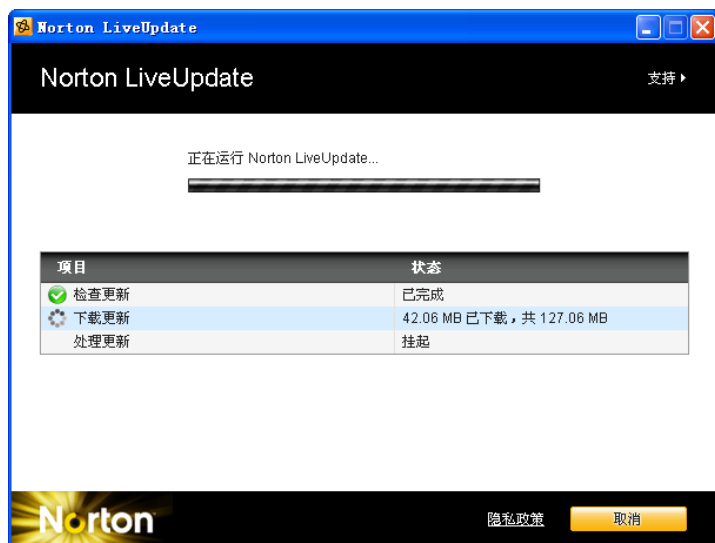 Norton LiveUpdate
Norton LiveUpdate
支持
正在运行 Norton LiveUpdate...
项目 状态
检查更新 已完成
下载更新 42.06 MB 已下载，共 127.06 MB
处理更新 挂起
Norton 隐私政策 取消